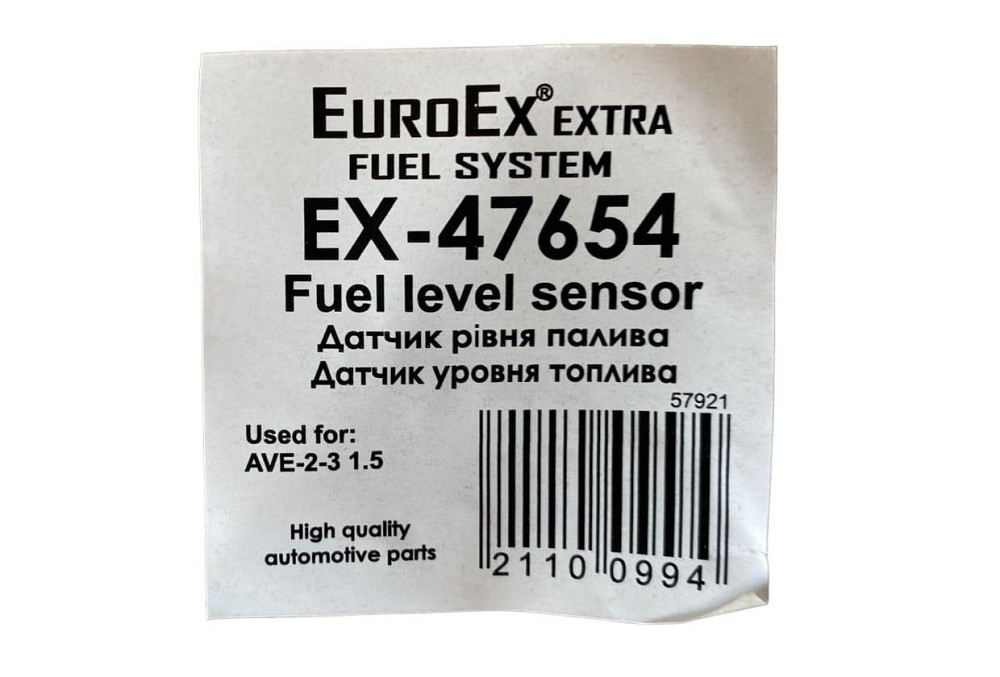 EUROEX® EXTRA
FUEL SYSTEM
EX-47654
Fuel level sensor
Датчик рівня палива
Датчик уровня топлива
57921
Used for:
AVE-2-3 1.5
High quality
automotive parts
2110 0994